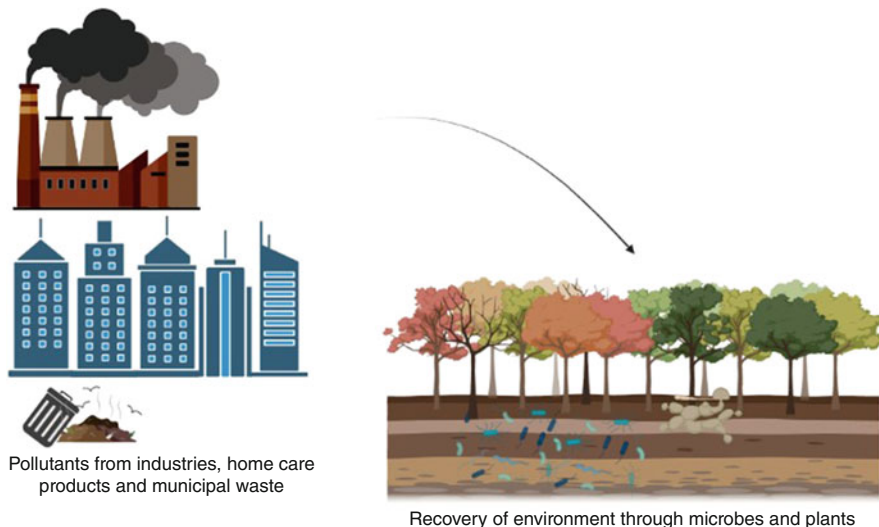 Pollutants from industries, home care
products and municipal waste
Recovery of environment through microbes and plants